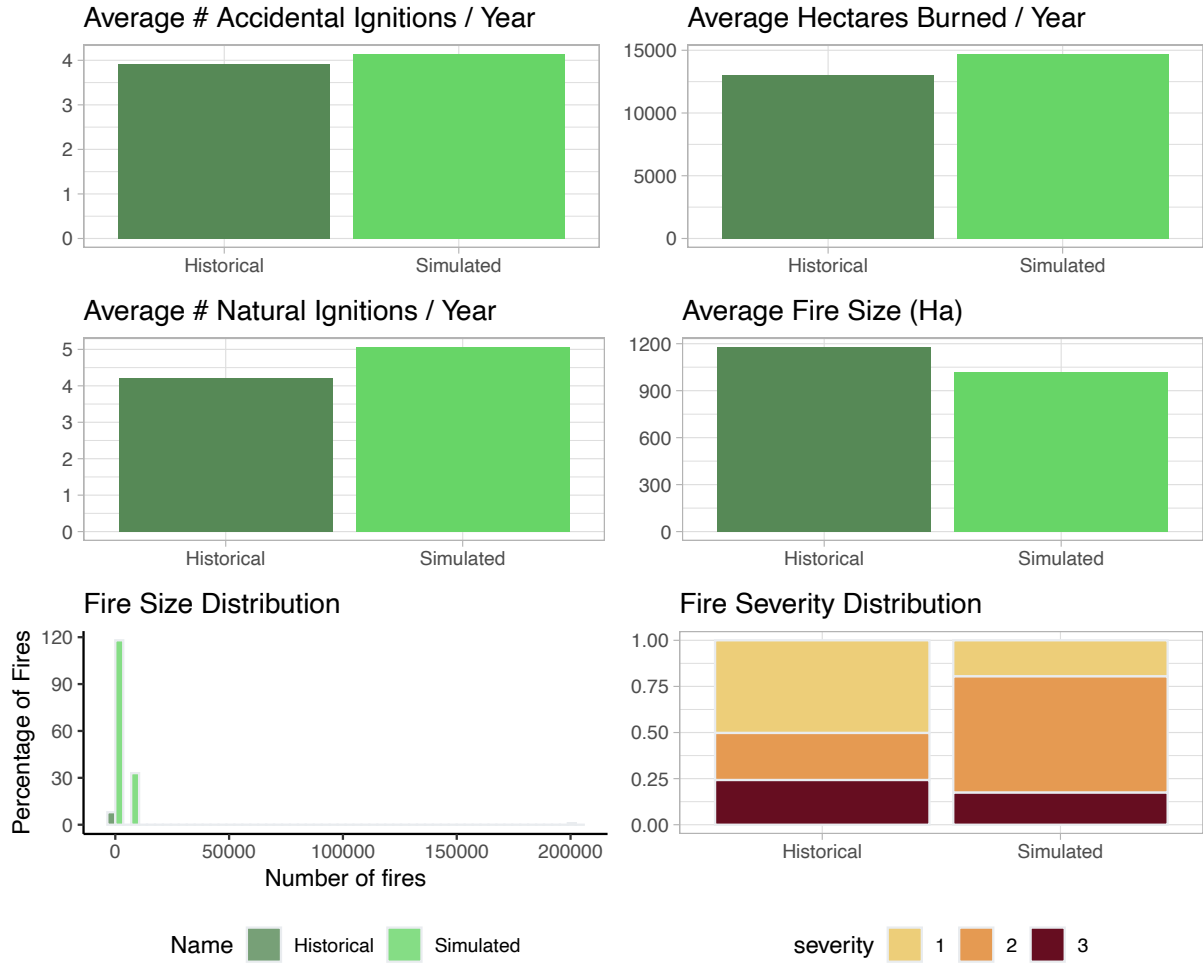 Average # Accidental Ignitions / Year
4
3
2
1
0
Historical Simulated
Average Hectares Burned / Year
15000
10000
5000
0
Historical Simulated
Average # Natural Ignitions / Year
5
4
3
2
1
0
Historical Simulated
Average Fire Size (Ha)
1200
900
600
300
0
Historical Simulated
Fire Size Distribution
Percentage of Fires
120
90
60
30
0
0 50000 100000 150000 200000
Number of fires
Fire Severity Distribution
1.00
0.75
0.50
0.25
0.00
Historical Simulated
Name Historical Simulated
severity 1 2 3